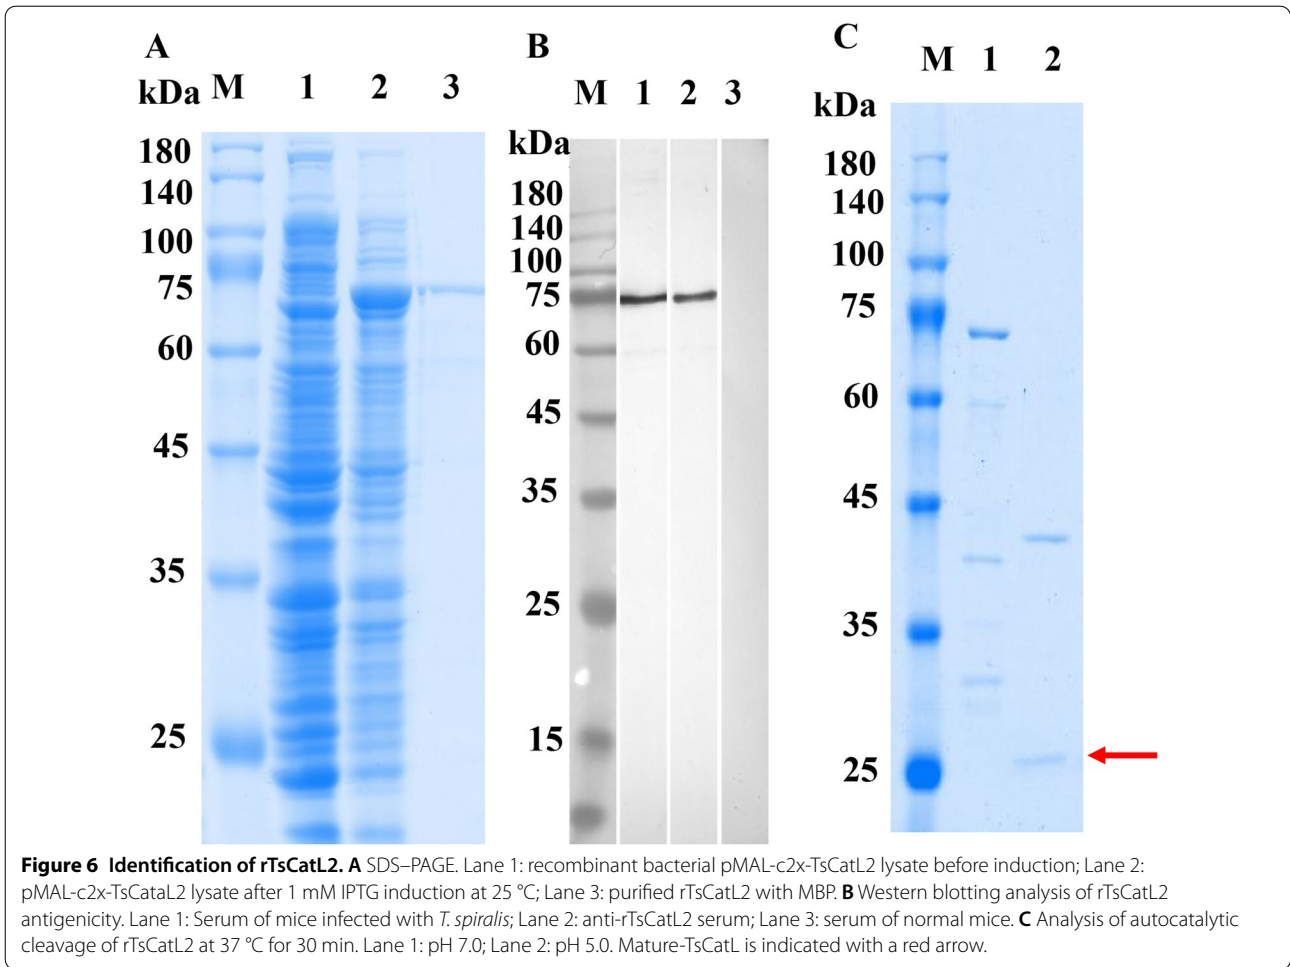 A
M 1 2 3
kDa
180
140
100
75
60
45
35
25
B
M 1 2 3
kDa
180
140
100
75
60
45
35
25
15
C
M 1 2
kDa
180
140
100
75
60
45
35
25
Figure 6 Identification of rTsCatL2. A SDS–PAGE. Lane 1: recombinant bacterial pMAL-c2x-TsCatL2 lysate before induction; Lane 2:
pMAL-c2x-TsCataL2 lysate after 1 mM IPTG induction at 25 °C; Lane 3: purified rTsCatL2 with MBP. B Western blotting analysis of rTsCatL2
antigenicity. Lane 1: Serum of mice infected with T. spiralis; Lane 2: anti-rTsCatL2 serum; Lane 3: serum of normal mice. C Analysis of autocatalytic
cleavage of rTsCatL2 at 37 °C for 30 min. Lane 1: pH 7.0; Lane 2: pH 5.0. Mature-TsCatL is indicated with a red arrow.